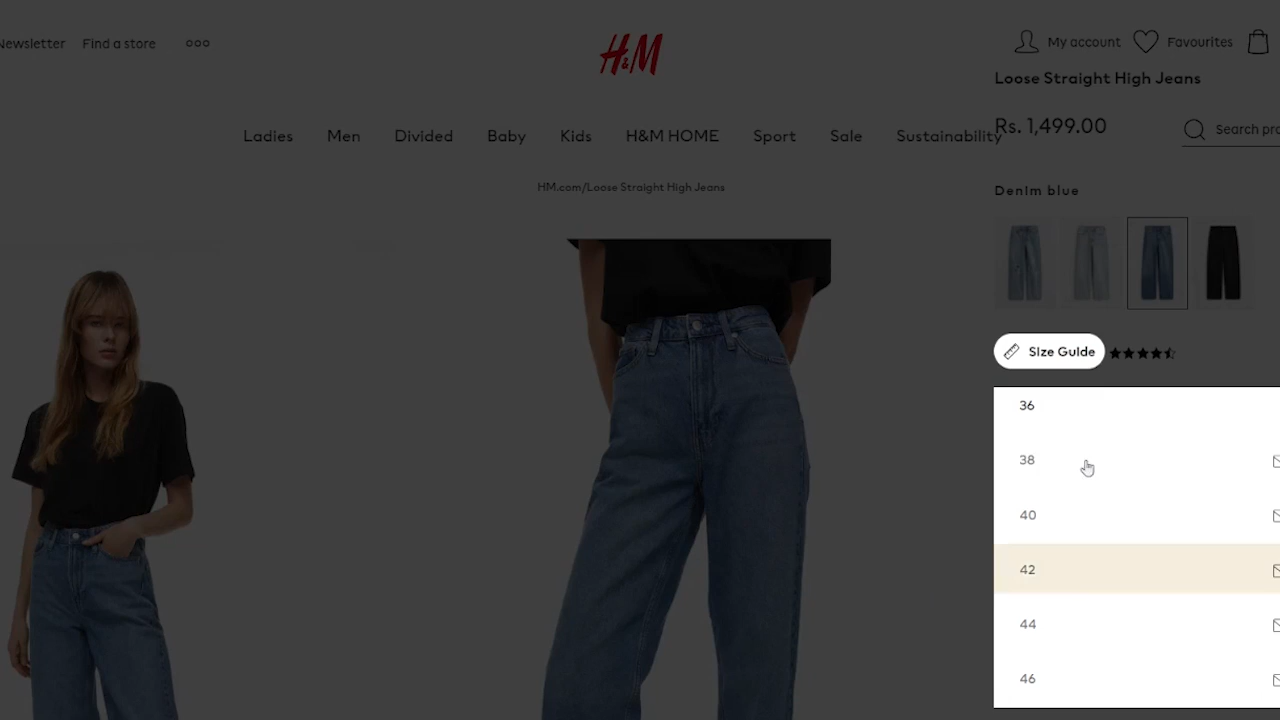 Newsletter Find a store
H&M
My account Favourites
Loose Straight High Jeans
Rs. 1,499.00
Ladies Men Divided Baby Kids H&M HOME Sport Sale Sustainability
Search pro
HM.com/Loose Straight High Jeans
Denim blue
Size Guide
36
38
40
42
44
46